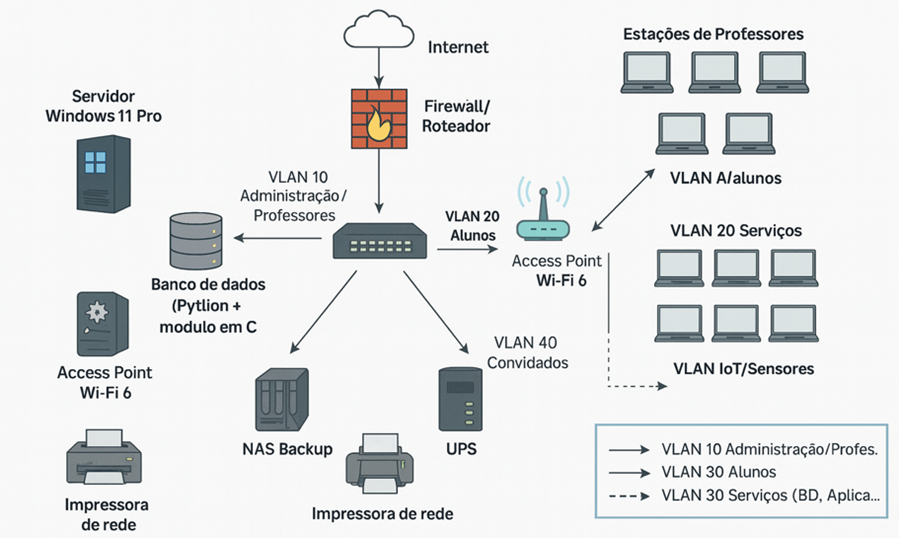 Internet
Firewall/
Roteador
Estações de Professores
VLAN A/alunos
Servidor
Windows 11 Pro
VLAN 10
Administração/
Professores
VLAN 20
Alunos
Access Point
Wi-Fi 6
VLAN 20 Serviços
VLAN IoT/Sensores
Banco de dados
(Pytlion +
modulo em C
Access Point
Wi-Fi 6
VLAN 40
Convidados
NAS Backup
UPS
Impressora
de rede
Impressora de rede
VLAN 10 Administração/Profes.
VLAN 30 Alunos
VLAN 30 Serviços (BD, Aplica...